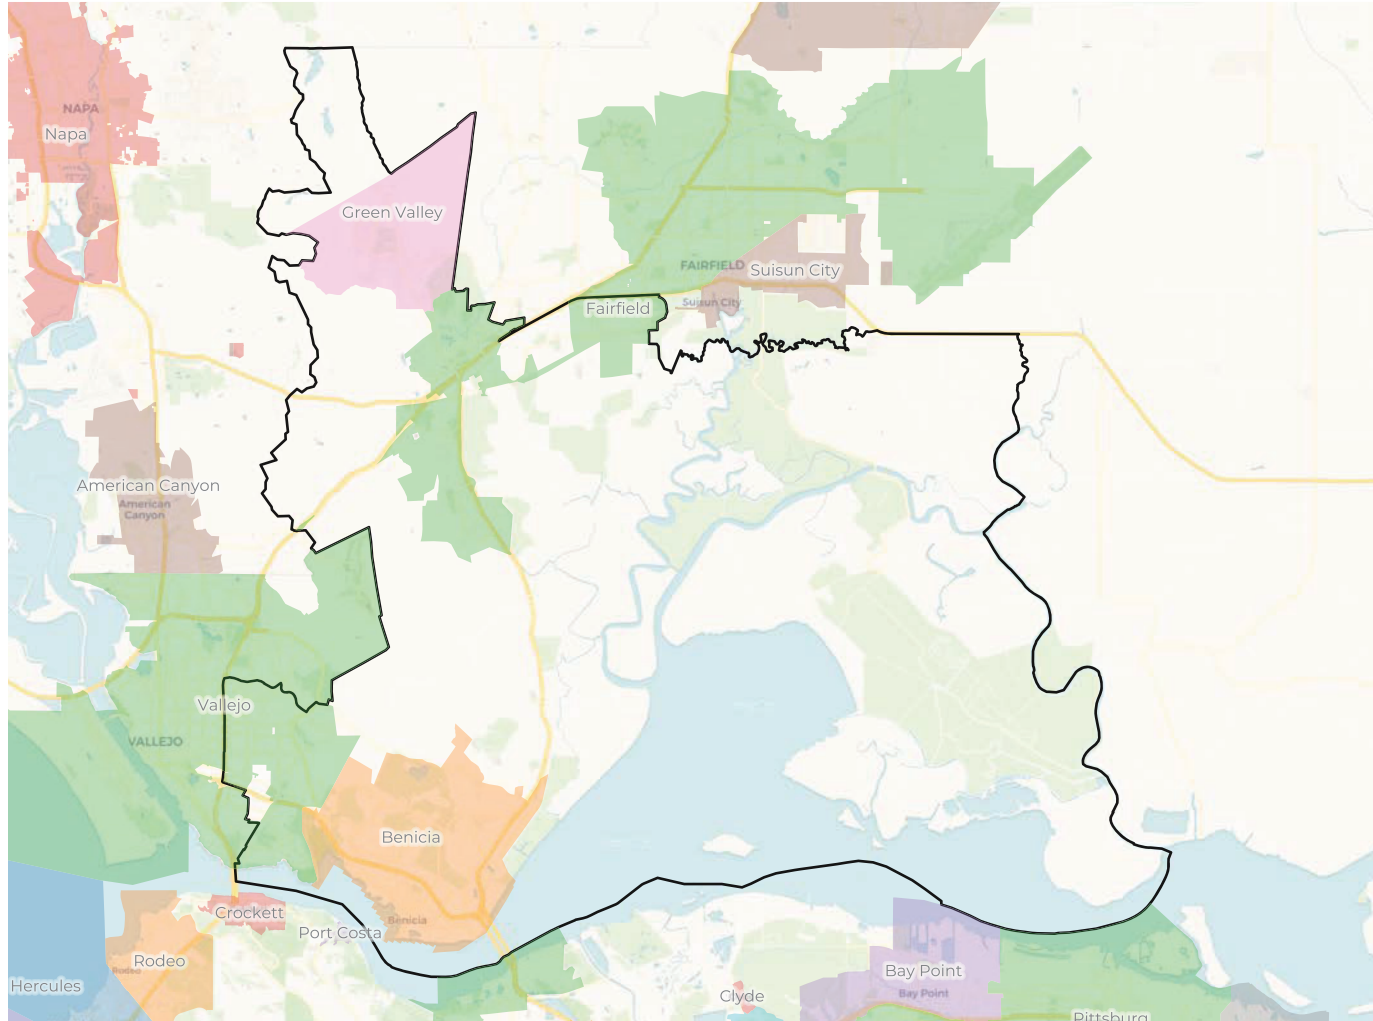 NAPA
Napa
Green Valley
FAIRFIELD
Suisun City
Suisun City
Fairfield
American Canyon
American
Canyon
Vallejo
VALLEJO
Benicia
Benicia
Crockett
Port Costa
Rodeo
Rodeo
Hercules
Bay Point
Bay Point
Clyde
Pittsburg